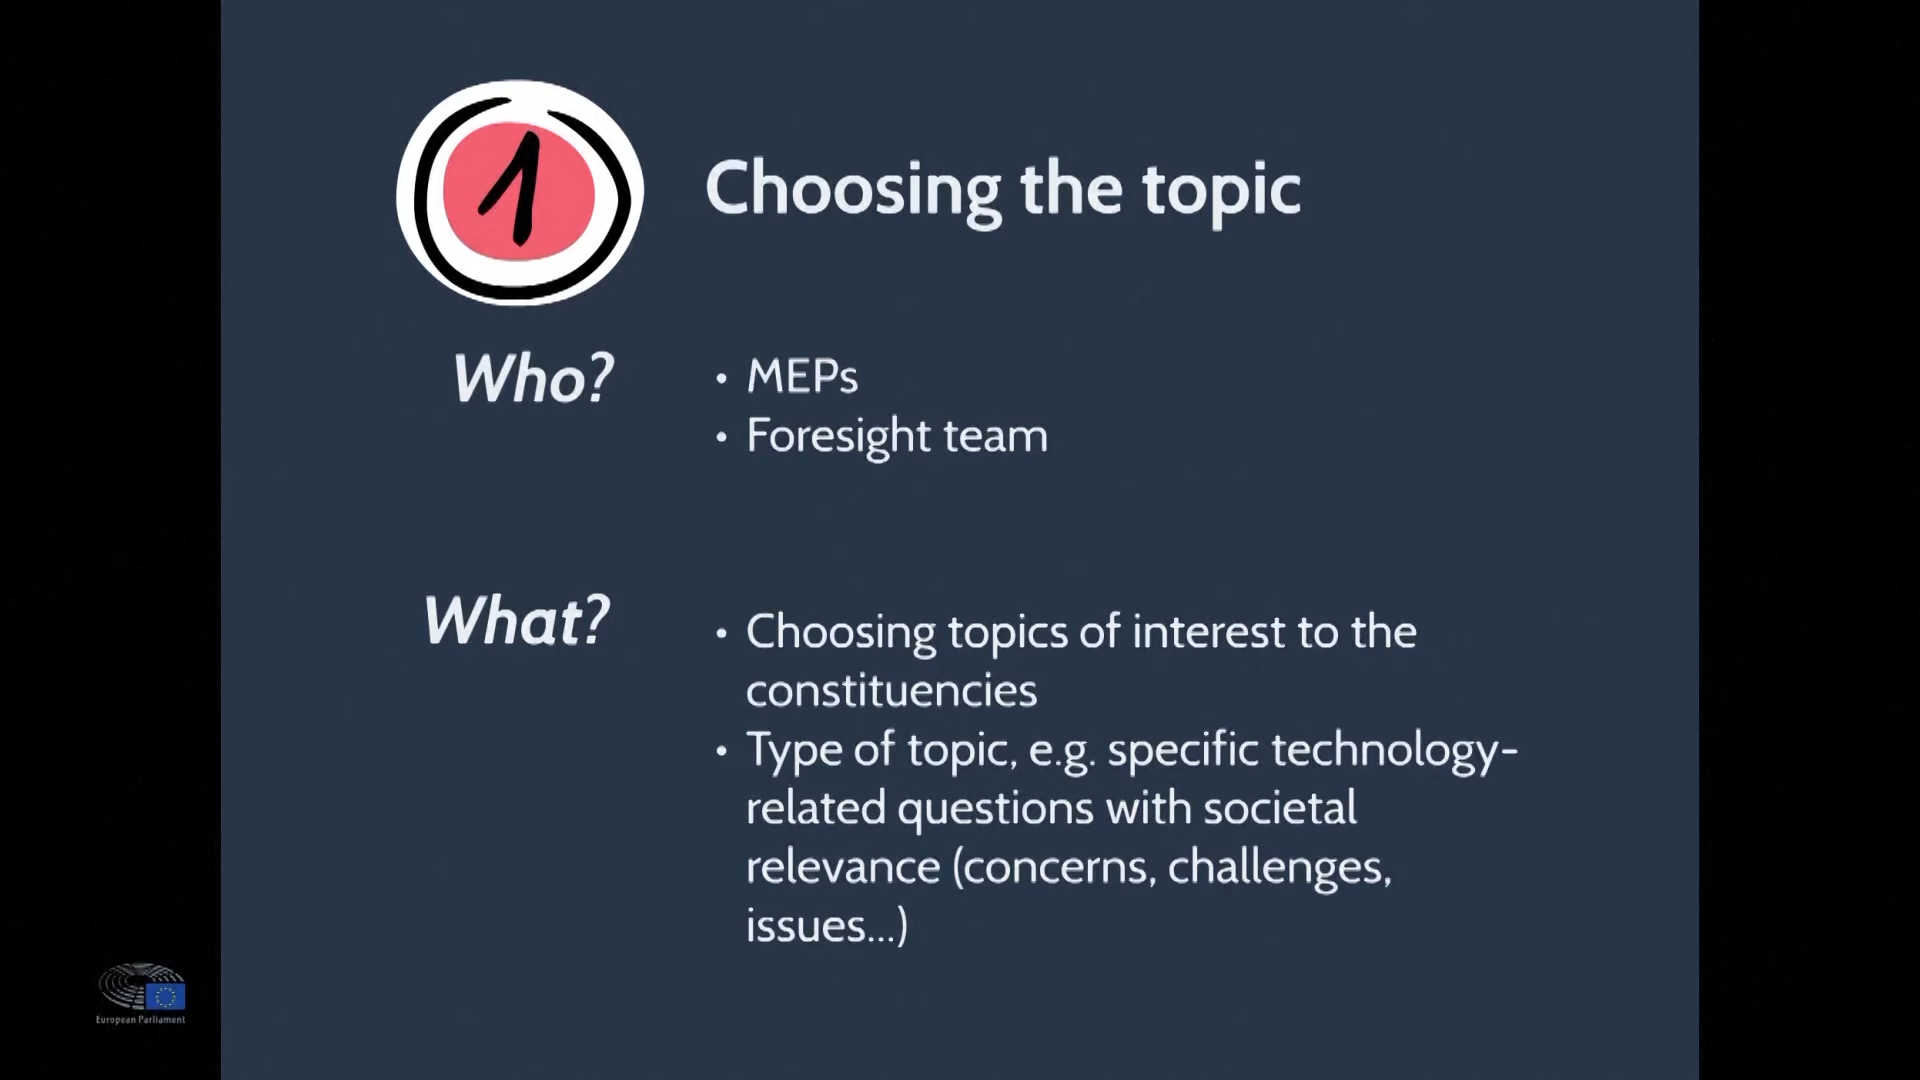 1
Choosing the topic
Who?
• MEPs
• Foresight team
What?
• Choosing topics of interest to the
constituencies
• Type of topic, e.g. specific technology-
related questions with societal
relevance (concerns, challenges,
issues...)
European Parliament